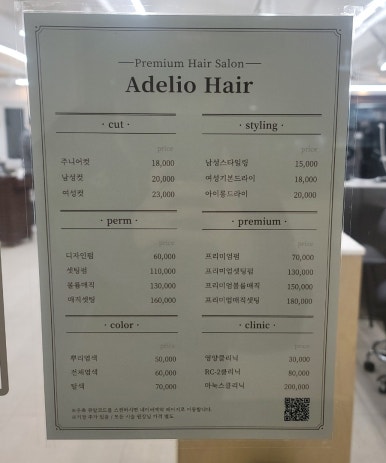 Premium Hair Salon
Adelio Hair
· cut ·
price
주니어컷 18,000
남성컷 20,000
여성컷 23,000
· styling ·
price
남성스타일링 15,000
여성기본드라이 18,000
아이롱드라이 20,000
· perm ·
price
디자인펌 60,000
셋팅펌 110,000
볼륨매직 130,000
매직셋팅 160,000
· premium ·
price
프리미엄펌 70,000
프리미엄셋팅펌 130,000
프리미엄볼륨매직 150,000
프리미엄매직셋팅 180,000
· color ·
price
뿌리염색 50,000
전체염색 60,000
탈색 70,000
· clinic ·
price
영양클리닉 30,000
RC-2클리닉 80,000
아눅스클리닉 200,000